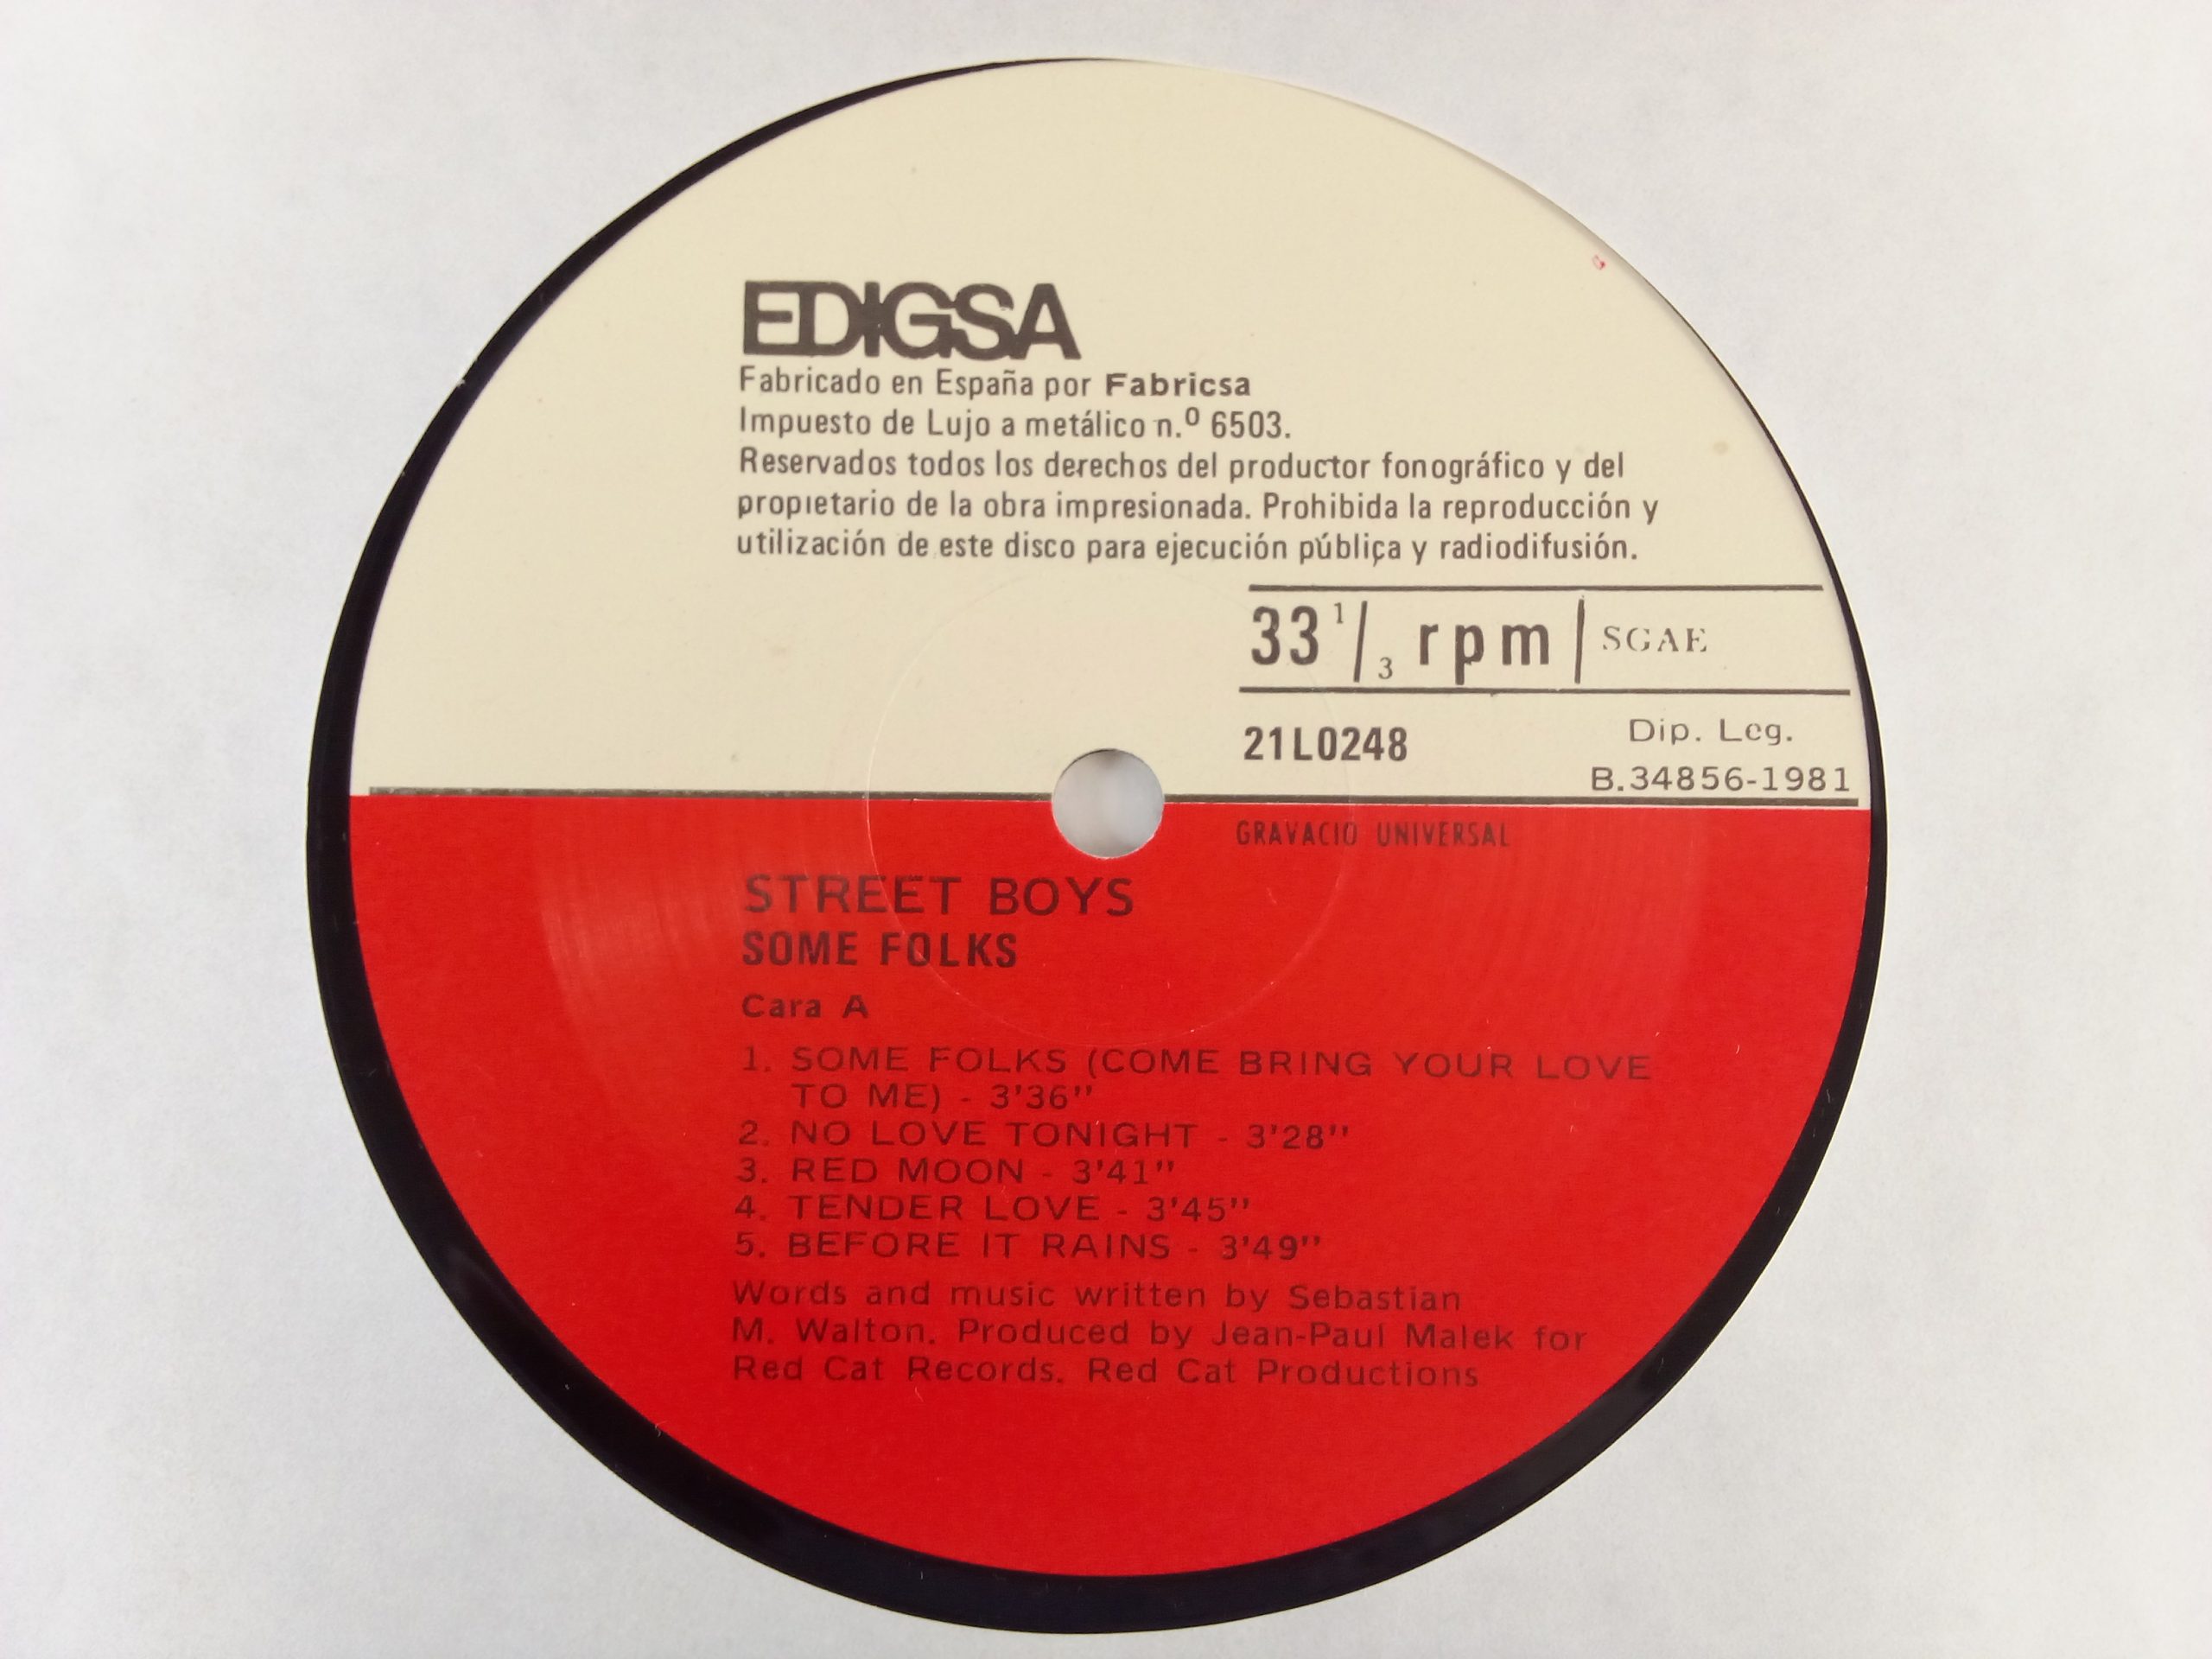 EDIGSA
Fabricado en España por Fabricsa
Impuesto de Lujo a metálico n.º 6503.
Reservados todos los derechos del productor fonográfico y del
propietario de la obra impresionada. Prohibida la reproducción y
utilización de este disco para ejecución pública y radiodifusión.
33 1/3 rpm | SGAE
21L0248
Dip. Leg.
B.34856-1981
GRAVACIO UNIVERSAL
STREET BOYS
SOME FOLKS
Cara A
1. SOME FOLKS (COME BRING YOUR LOVE
TO ME) - 3'36''
2. NO LOVE TONIGHT - 3'28''
3. RED MOON - 3'41''
4. TENDER LOVE - 3'45''
5. BEFORE IT RAINS - 3'49''
Words and music written by Sebastian
M. Walton. Produced by Jean-Paul Malek for
Red Cat Records. Red Cat Productions